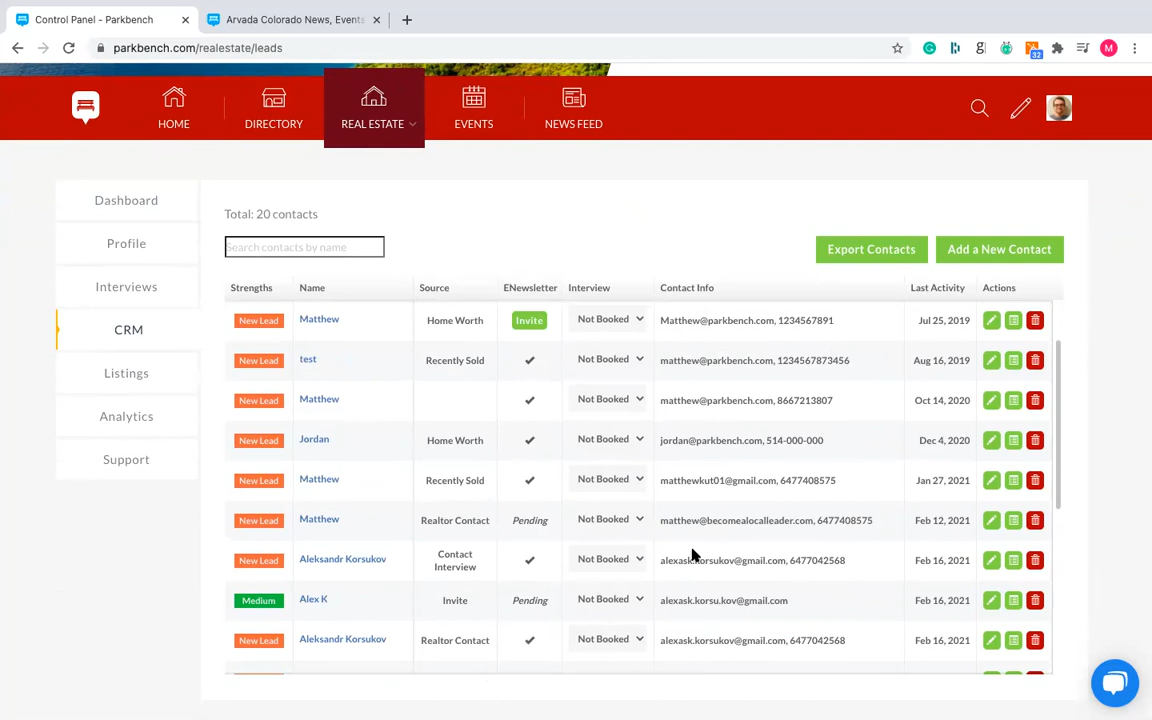 Control Panel - Parkbench
Arvada Colorado News, Events
parkbench.com/realestate/leads
32
M
HOME
DIRECTORY
REAL ESTATE
EVENTS
NEWS FEED
Dashboard
Profile
Interviews
CRM
Listings
Analytics
Support
Total: 20 contacts
Search contacts by name
Export Contacts
Add a New Contact
Strengths Name Source ENewsletter Interview Contact Info Last Activity Actions
New Lead Matthew Home Worth Invite Not Booked Matthew@parkbench.com, 1234567891 Jul 25, 2019
New Lead test Recently Sold Not Booked matthew@parkbench.com, 1234567873456 Aug 16, 2019
New Lead Matthew Not Booked matthew@parkbench.com, 8667213807 Oct 14, 2020
New Lead Jordan Home Worth Not Booked jordan@parkbench.com, 514-000-000 Dec 4, 2020
New Lead Matthew Recently Sold Not Booked matthewkut01@gmail.com, 6477408575 Jan 27, 2021
New Lead Matthew Realtor Contact Pending Not Booked matthew@becomealocalleader.com, 6477408575 Feb 12, 2021
New Lead Aleksandr Korsukov Contact Interview Not Booked alexask.korsukov@gmail.com, 6477042568 Feb 16, 2021
Medium Alex K Invite Pending Not Booked alexask.korsu.kov@gmail.com Feb 16, 2021
New Lead Aleksandr Korsukov Realtor Contact Not Booked alexask.korsukov@gmail.com, 6477042568 Feb 16, 2021